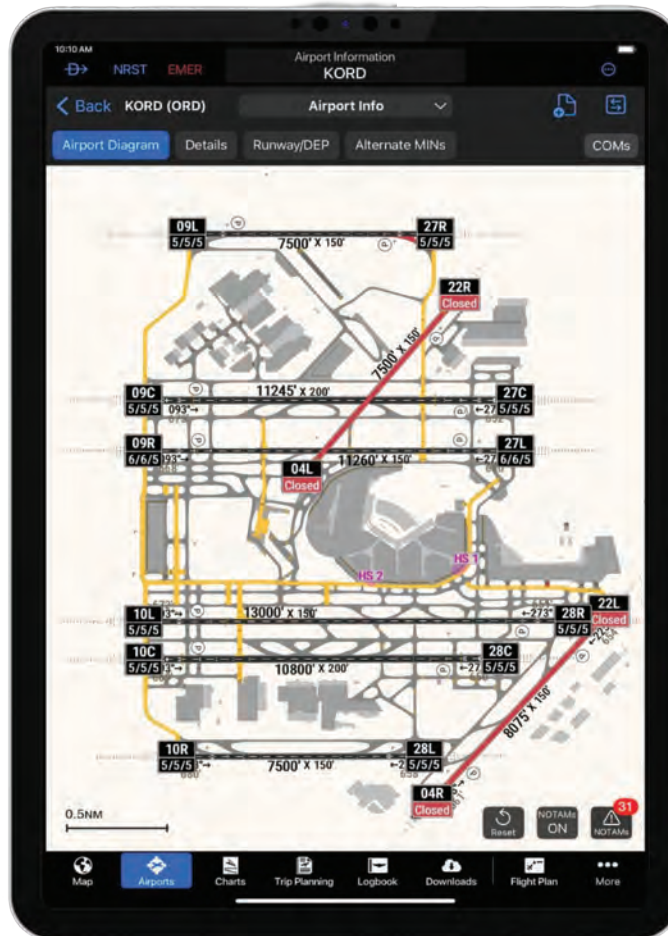 10:10 AM
Airport Information
KORD
NRST EMER
Back KORD (ORD) Airport Info
Airport Diagram Details Runway/DEP Alternate MINs COMs
09L 27R
5/5/5 5/5/5
7500' X 150'
22R
Closed
7500' X 150'
09C 11245' X 200' 27C
5/5/5 093° 5/5/5
09R 27L
6/6/5 6/6/5
04L 11260' X 150'
Closed
HS 1
HS 2
22L
10L 13000' X 150' 28R Closed
5/5/5 273° 5/5/5
10C 28C
5/5/5 10800' X 200' 5/5/5
8075' X 150'
10R 28L
5/5/5 7500' X 150' 5/5/5
04R
Closed
0.5NM
Reset NOTAMs ON 31 NOTAMs
Map Airports Charts Trip Planning Logbook Downloads Flight Plan More